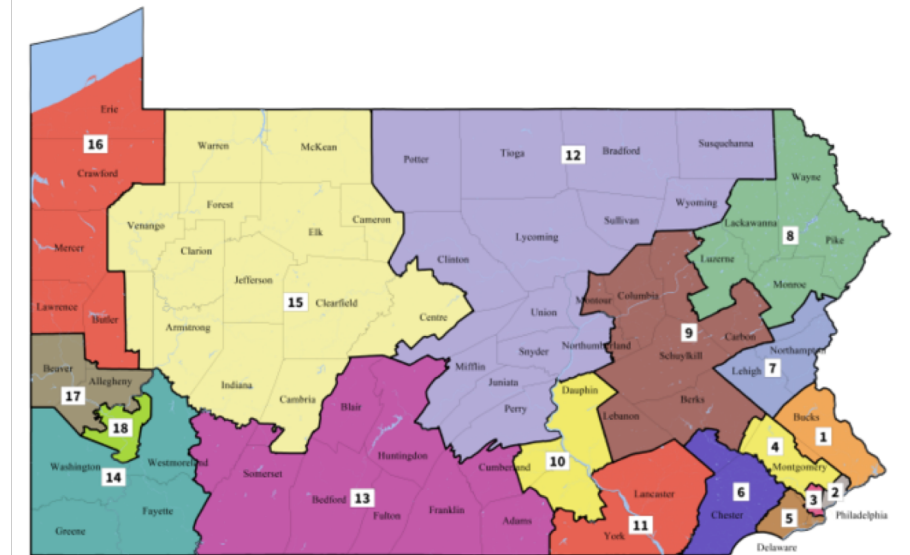 Erie
16
Warren
McKean
Potter
Tioga
12
Bradford
Susquehanna
Crawford
Wayne
Forest
Venango
Cameron
Elk
Clarion
Wyoming
Sullivan
Lackawanna
8
Pike
Lycoming
Mercer
Clinton
Luzerne
Jefferson
15
Clearfield
Monroe
Lawrence
Butler
Armstrong
Centre
Union
Montour
Columbia
9
Carbon
Northumberland
Snyder
Schuylkill
Northampton
7
Lehigh
Beaver
Allegheny
17
Indiana
Cambria
Mifflin
Juniata
Perry
Dauphin
Berks
Lebanon
Blair
18
Bucks
1
4
Montgomery
Washington
14
Westmoreland
Somerset
Huntingdon
Cumberland
10
Bedford
13
Fulton
Franklin
Adams
Lancaster
11
York
6
Chester
3
2
5
Philadelphia
Delaware
Fayette
Greene